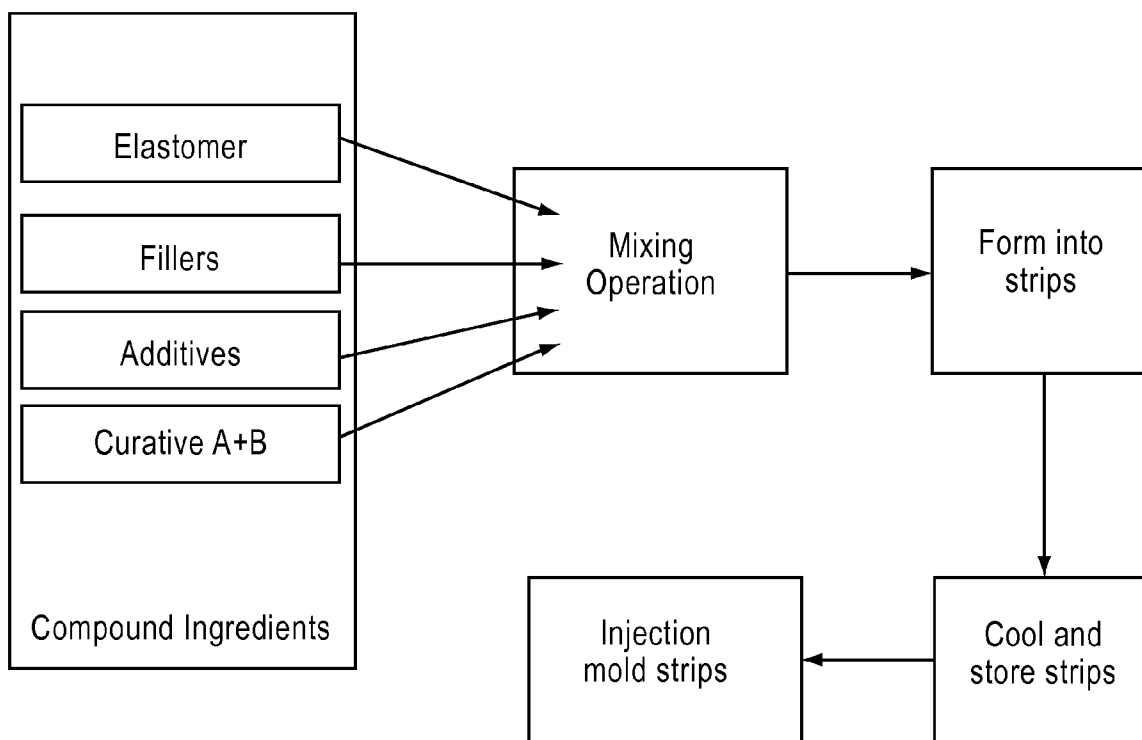 Elastomer
Fillers
Additives
Curative A+B
Compound Ingredients
Mixing
Operation
Form into
strips
Cool and
store strips
Injection
mold strips